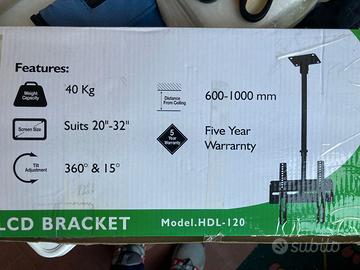 Features:
Weight Capacity
40 Kg
Distance From Ceiling
600-1000 mm
Screen Size
Suits 20"-32"
5 Year Warranty
Five Year
Warrarnty
Tilt Adjustment
360° & 15°
LCD BRACKET
Model.HDL-120
subito